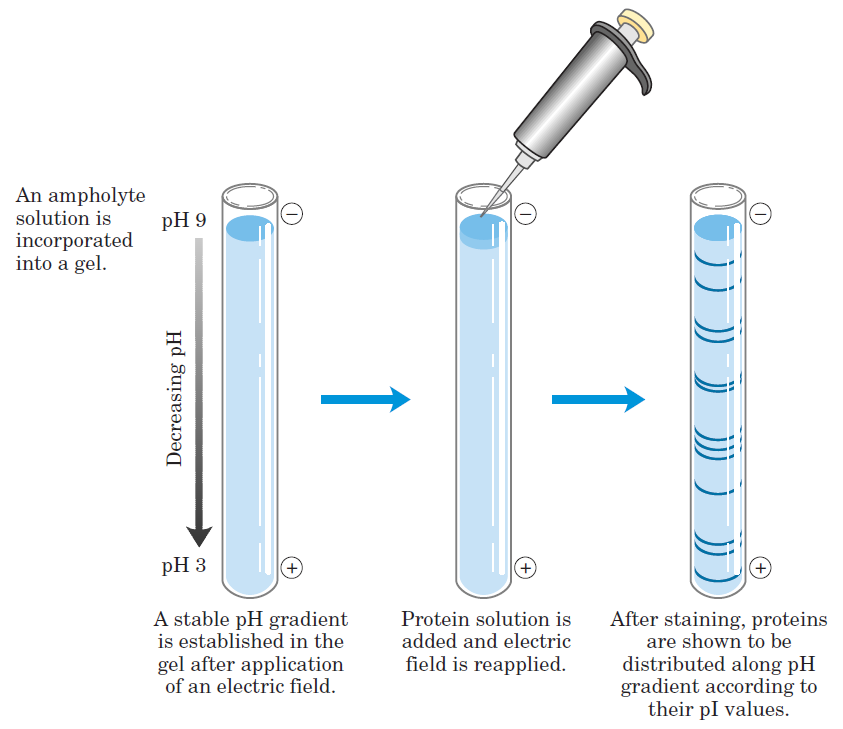 An ampholyte
solution is
incorporated
into a gel.
pH 9
Decreasing pH
pH 3
−
+
−
+
−
+
A stable pH gradient
is established in the
gel after application
of an electric field.
Protein solution is
added and electric
field is reapplied.
After staining, proteins
are shown to be
distributed along pH
gradient according to
their pI values.